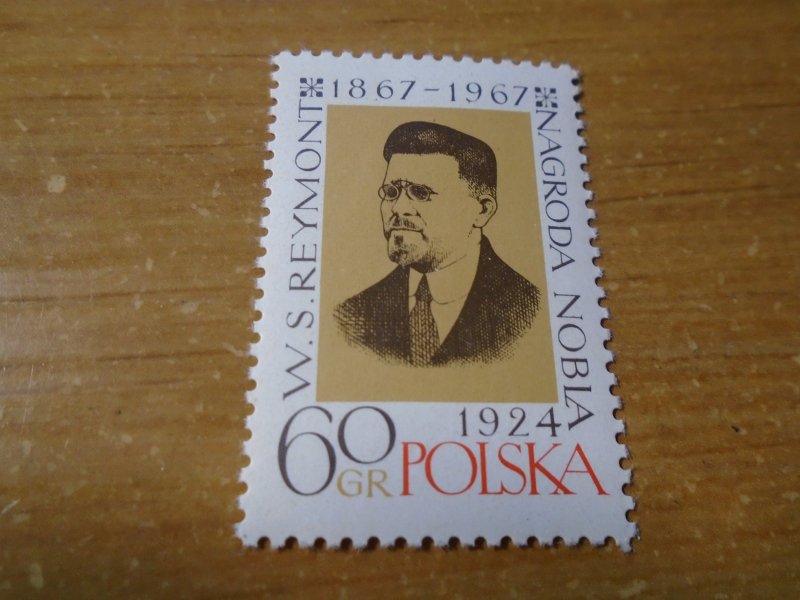 1867-1967
W.S. REYMONT
NAGRODA NOBLA
1924
60 GR POLSKA